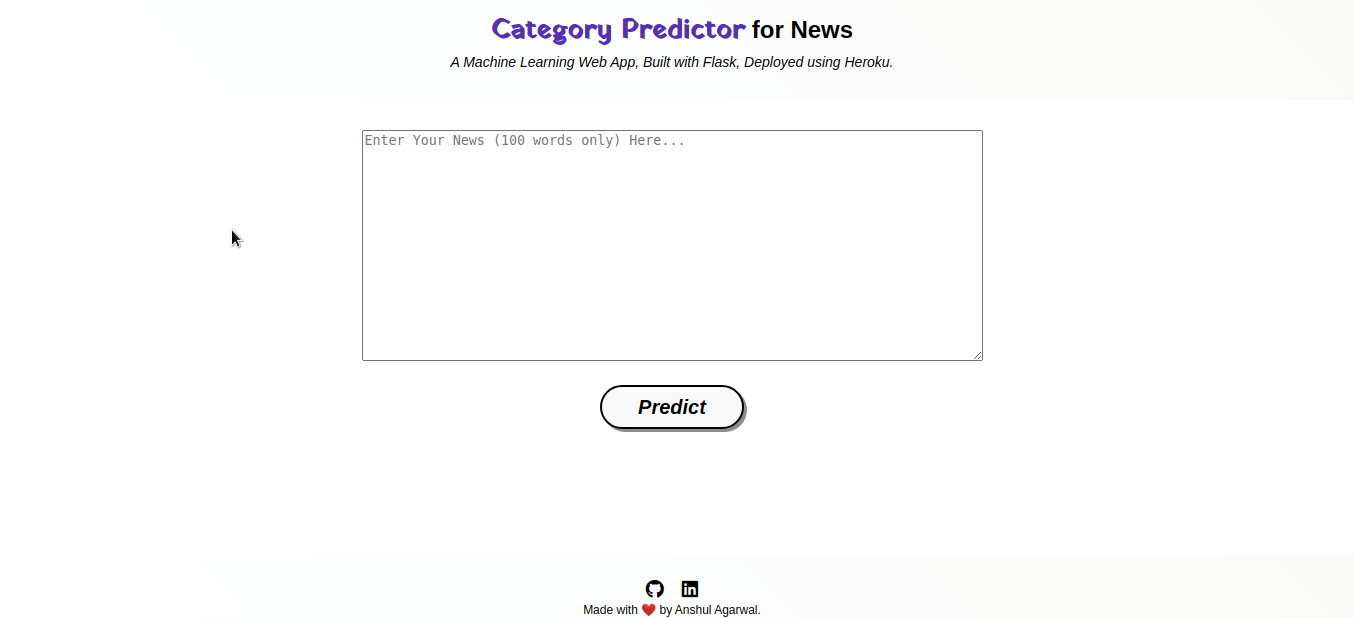 Category Predictor for News
A Machine Learning Web App, Built with Flask, Deployed using Heroku.
Enter Your News (100 words only) Here...
Predict
Made with ❤️ by Anshul Agarwal.